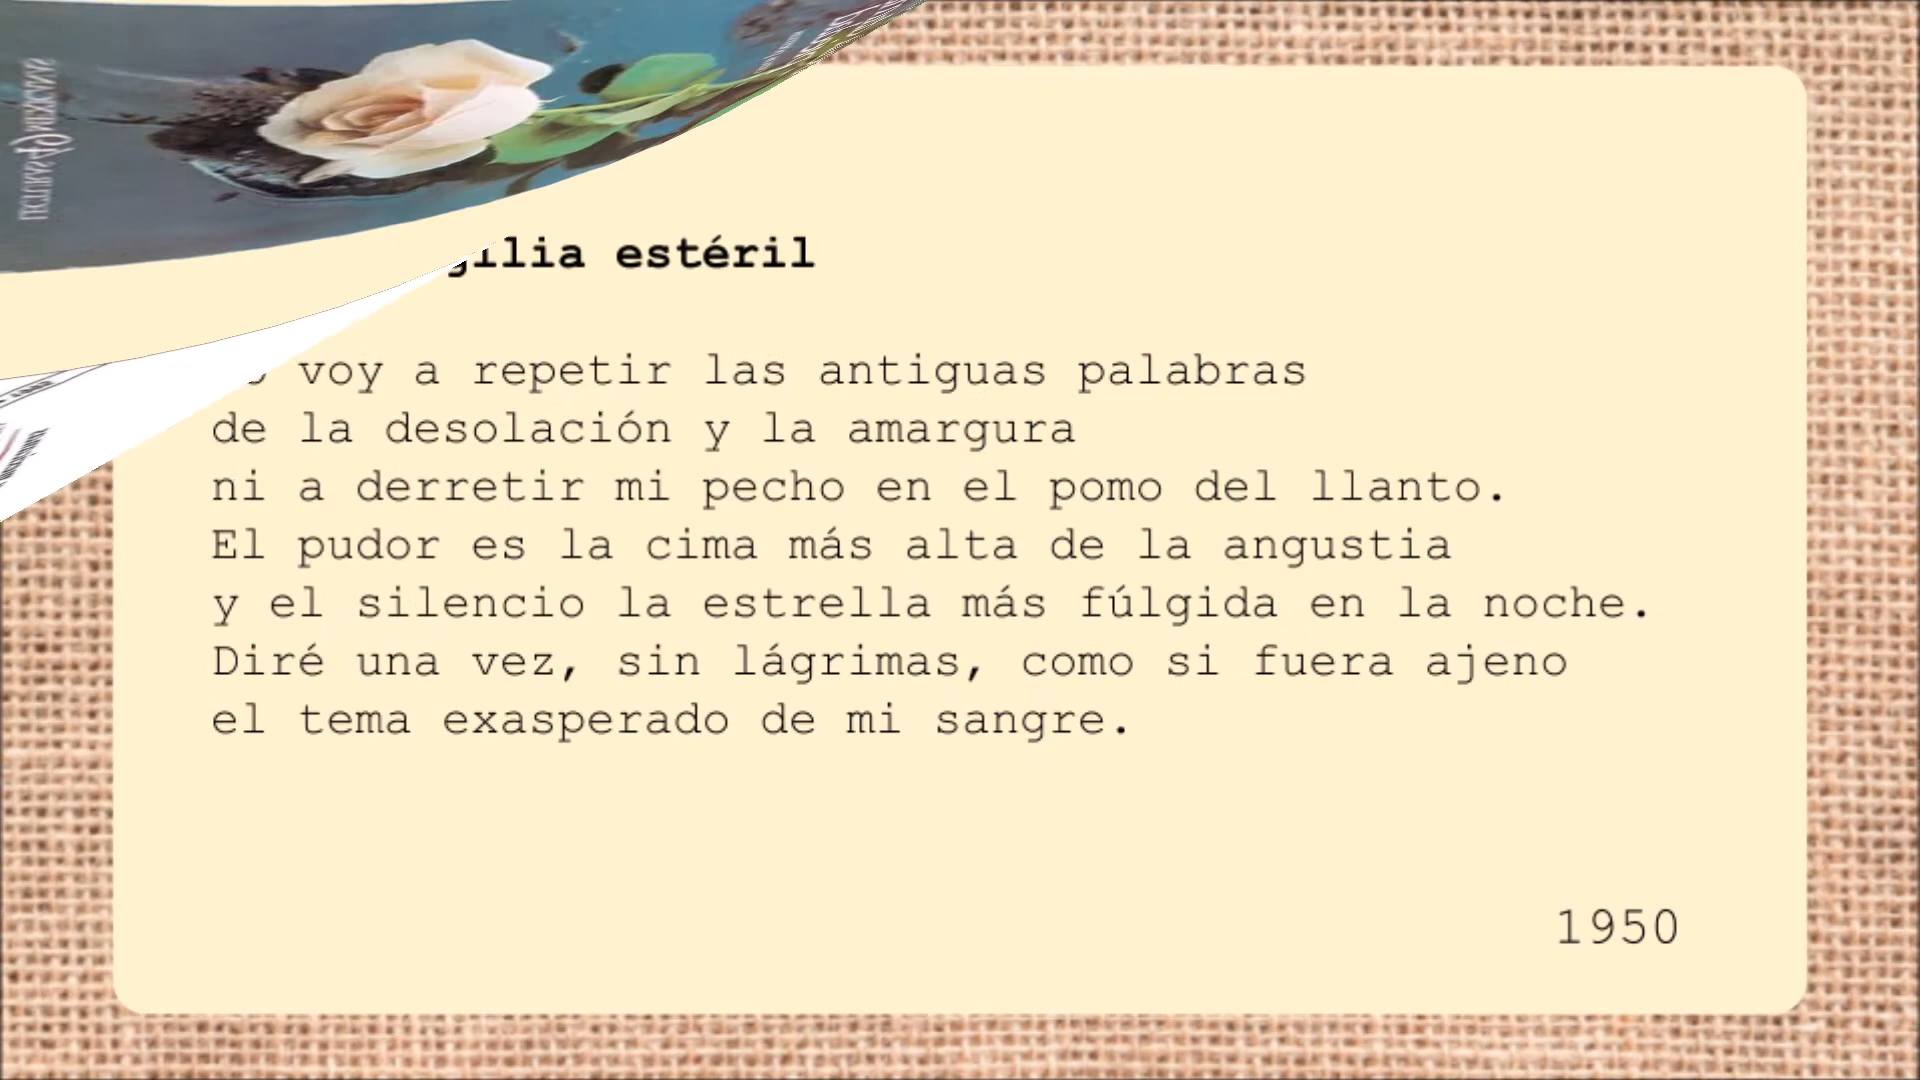 estéril
voy a repetir las antiguas palabras
de la desolación y la amargura
ni a derretir mi pecho en el pomo del llanto.
El pudor es la cima más alta de la angustia
y el silencio la estrella más fúlgida en la noche.
Diré una vez, sin lágrimas, como si fuera ajeno
el tema exasperado de mi sangre.
1950